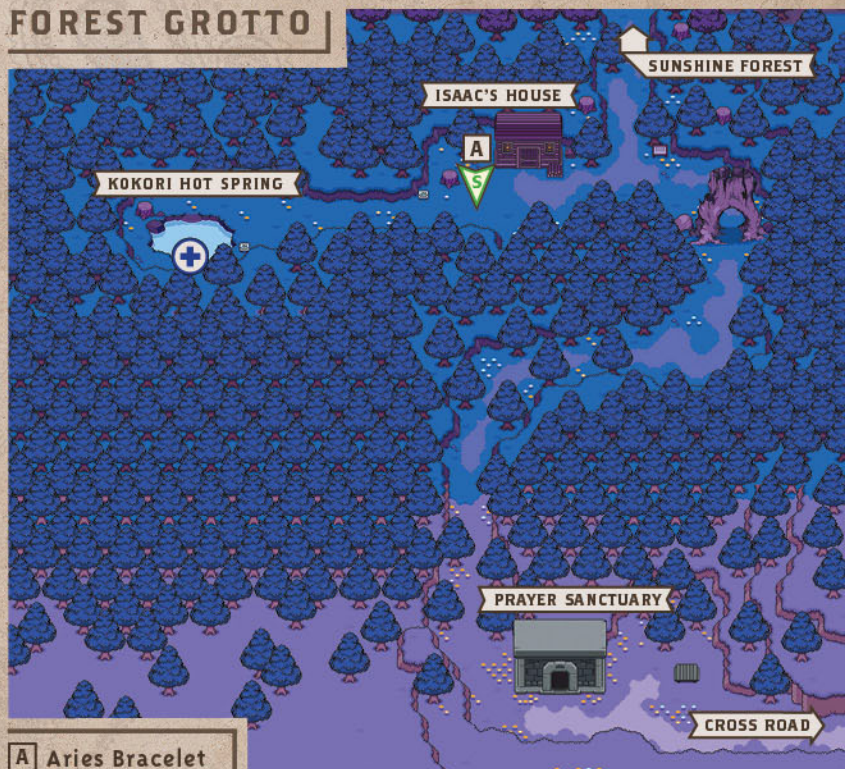 FOREST GROTTO
SUNSHINE FOREST
ISAAC'S HOUSE
A
S
KOKORI HOT SPRING
PRAYER SANCTUARY
CROSS ROAD
A Aries Bracelet